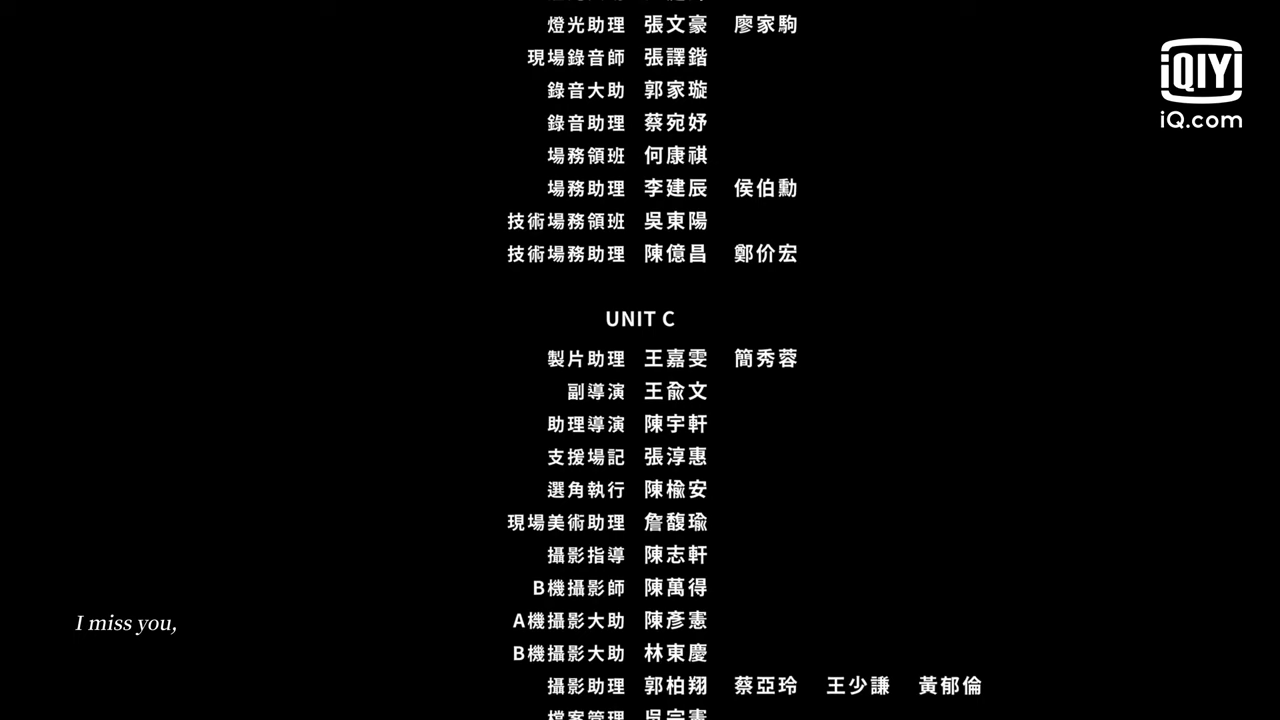 燈光助理 張文豪 廖家駒
現場錄音師 張譯鍇
錄音大助 郭家璇
錄音助理 蔡宛妤
場務領班 何康祺
場務助理 李建辰 侯伯勳
技術場務領班 吳東陽
技術場務助理 陳億昌 鄭价宏
UNIT C
製片助理 王嘉雯 簡秀蓉
副導演 王兪文
助理導演 陳宇軒
支援場記 張淳惠
選角執行 陳楡安
現場美術助理 詹馥瑜
攝影指導 陳志軒
B機攝影師 陳萬得
A機攝影大助 陳彥憲
B機攝影大助 林東慶
攝影助理 郭柏翔 蔡亞玲 王少謙 黃郁倫
檔案管理
I miss you,
iQIYI
iQ.com